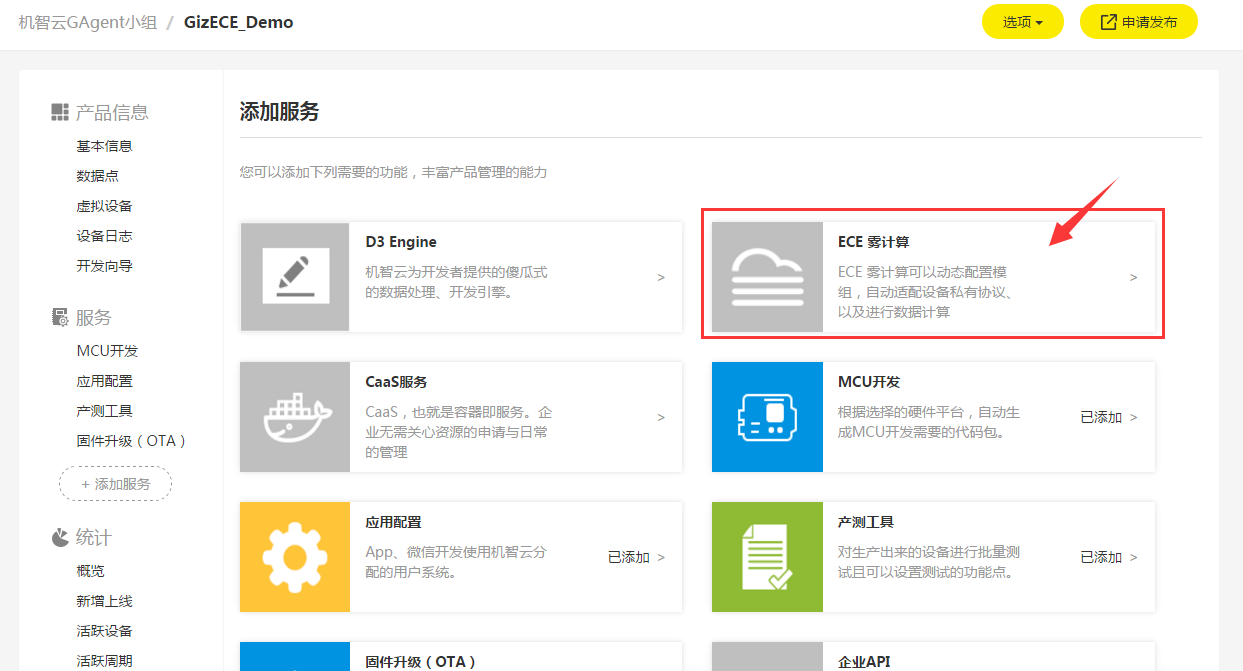 机智云GAgent小组 / GizECE_Demo
选项
申请发布
产品信息
基本信息
数据点
虚拟设备
设备日志
开发向导
服务
MCU开发
应用配置
产测工具
固件升级（OTA）
+ 添加服务
统计
概览
新增上线
活跃设备
活跃周期
添加服务
您可以添加下列需要的功能，丰富产品管理的能力
D3 Engine
机智云为开发者提供的傻瓜式
的数据处理、开发引擎。
>
ECE 雾计算
ECE 雾计算可以动态配置模
组，自动适配设备私有协议、
以及进行数据计算
>
CaaS服务
CaaS，也就是容器即服务。企
业无需关心资源的申请与日常
的管理
>
MCU开发
根据选择的硬件平台，自动生
成MCU开发需要的代码包。
已添加 >
应用配置
App、微信开发使用机智云分
配的用户系统。
已添加 >
产测工具
对生产出来的设备进行批量测
试且可以设置测试的功能点。
已添加 >
固件升级（OTA）
企业API